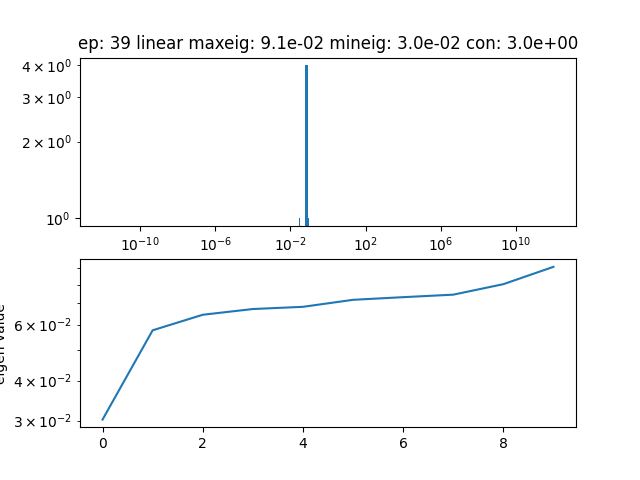 ep: 39 linear maxeig: 9.1e-02 mineig: 3.0e-02 con: 3.0e+00
4 × 10⁰
3 × 10⁰
2 × 10⁰
10⁰
10⁻¹⁰ 10⁻⁶ 10⁻² 10² 10⁶ 10¹⁰
eigen value
6 × 10⁻²
4 × 10⁻²
3 × 10⁻²
0 2 4 6 8